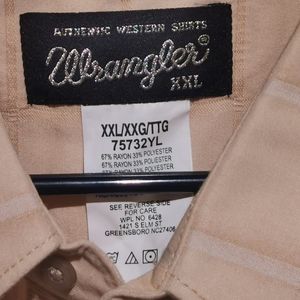 AUTHENTIC WESTERN SHIRTS
Wrangler®
XXL
XXL/XXG/TTG
75732YL
67% RAYON 33% POLYESTER
67% RAYON 33% POLYESTER
SEE REVERSE SIDE
FOR CARE
WPL NO 6428
1421 S ELM ST
GREENSBORO NC27406